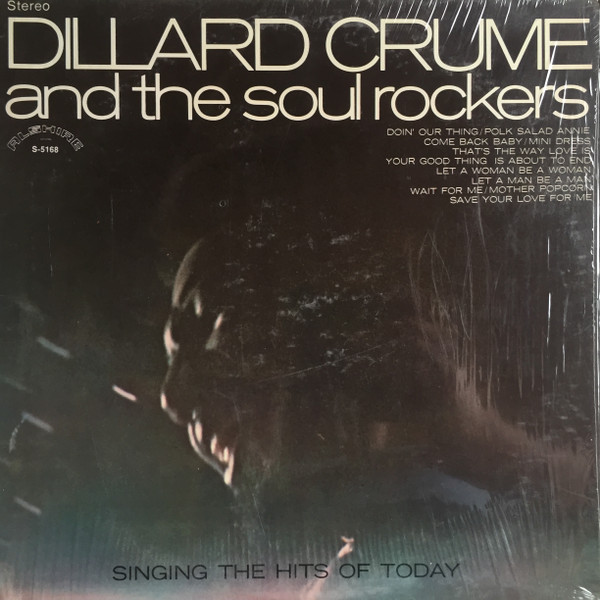 Stereo
DILLARD CRUME
and the soul rockers
ALSHIRE
S-5168
DOIN' OUR THING/POLK SALAD ANNIE
COME BACK BABY/MINI DRESS
THAT'S THE WAY LOVE IS
YOUR GOOD THING IS ABOUT TO END
LET A WOMAN BE A WOMAN
LET A MAN BE A MAN
WAIT FOR ME/MOTHER POPCORN
SAVE YOUR LOVE FOR ME
SINGING THE HITS OF TODAY